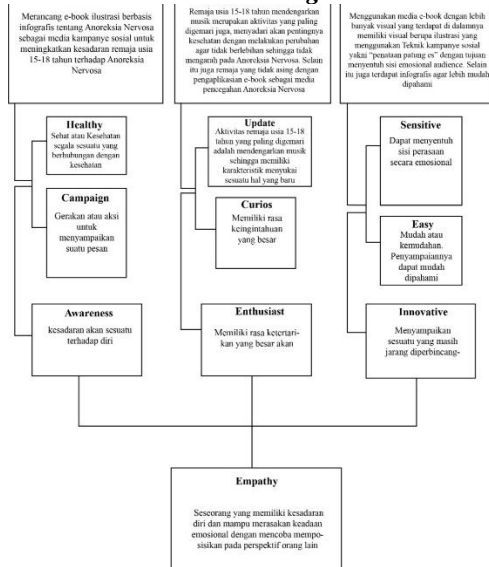 Merancang e-book ilustrasi berbasis
infografis tentang Anoreksia Nervosa
sebagai media kampanye sosial untuk
meningkatkan kesadaran remaja usia
15-18 tahun terhadap Anoreksia
Nervosa
Healthy
Sehat atau Kesehatan
segala sesuatu yang
berhubungan dengan
kesehatan
Campaign
Gerakan atau aksi
untuk
menyampaikan
suatu pesan
Awareness
kesadaran akan sesuatu
terhadap diri
Remaja usia 15-18 tahun mendengarkan
musik merupakan aktivitas yang paling
digemari juga, menyadari akan pentingnya
kesehatan dengan melakukan perubahan
agar tidak berlebihan sehingga tidak
mengarah pada Anoreksia Nervosa. Selain
itu juga remaja yang tidak asing dengan
pengaplikasian e-book sebagai media
pencegahan Anoreksia Nervosa
Update
Aktivitas remaja usia 15-18
tahun yang paling digemari
adalah mendengarkan musik
sehingga memiliki
karakteristik menyukai
sesuatu hal yang baru
Curios
Memiliki rasa
keingintahuan
yang besar
Enthusiast
Memiliki rasa ketertari-
kan yang besar akan
Menggunakan media e-book dengan lebih
banyak visual yang terdapat di dalamnya
memiliki visual berupa ilustrasi yang
menggunakan Teknik kampanye sosial
yakni “penataan patung es” dengan tujuan
menyentuh sisi emosional audience. Selain
itu juga terdapat infografis agar lebih mudah
dipahami
Sensitive
Dapat menyentuh
sisi perasaan
secara emosional
Easy
Mudah atau
kemudahan.
Penyampaiannya
dapat mudah
dipahami
Innovative
Menyampaikan
sesuatu yang masih
jarang diperbincang-
Empathy
Seseorang yang memiliki kesadaran
diri dan mampu merasakan keadaan
emosional dengan mencoba mempo-
sisikan pada perspektif orang lain